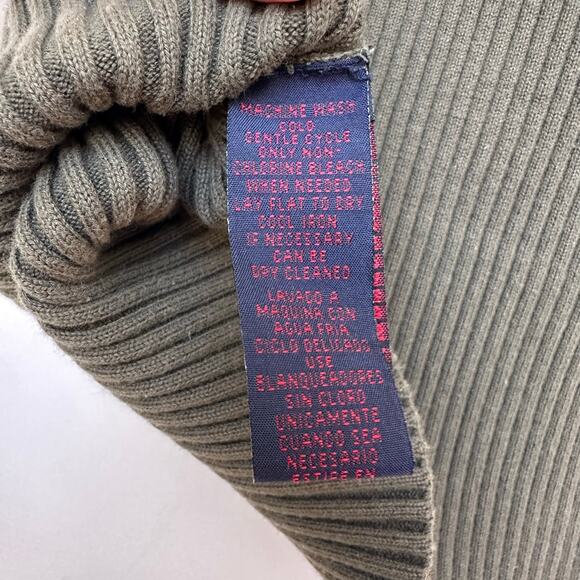 MACHINE WASH
COLD
GENTLE CYCLE
ONLY NON-
CHLORINE BLEACH
WHEN NEEDED
LAY FLAT TO DRY
COOL IRON
IF NECESSARY
CAN BE
DRY CLEANED
LAVADO A
MAQUINA CON
AGUA FRIA
CICLO DELICADO
USE
BLANQUEADORES
SIN CLORO
UNICAMENTE
CUANDO SEA
NECESARIO
ESTIRE EN